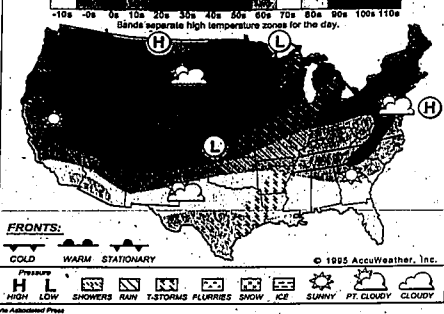 -10s -0s 0s 10s 20s 30s 40s 50s 60s 70s 80s 90s 100s 110s
Bands separate high temperature zones for the day.
H L
H
L
FRONTS:
COLD WARM STATIONARY
© 1995 AccuWeather, Inc.
Pressure
H L
HIGH LOW SHOWERS RAIN T-STORMS FLURRIES SNOW ICE SUNNY PT. CLOUDY CLOUDY
Via Associated Press